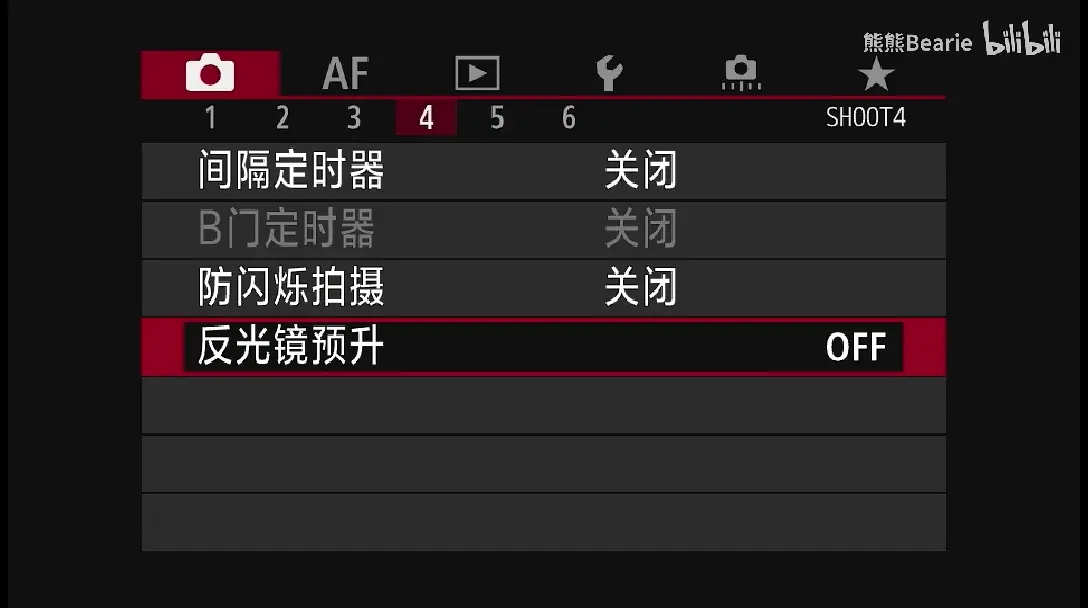 熊熊Bearie bilibili
AF
1 2 3 4 5 6 SHOOT4
间隔定时器 关闭
B门定时器 关闭
防闪烁拍摄 关闭
反光镜预升 OFF